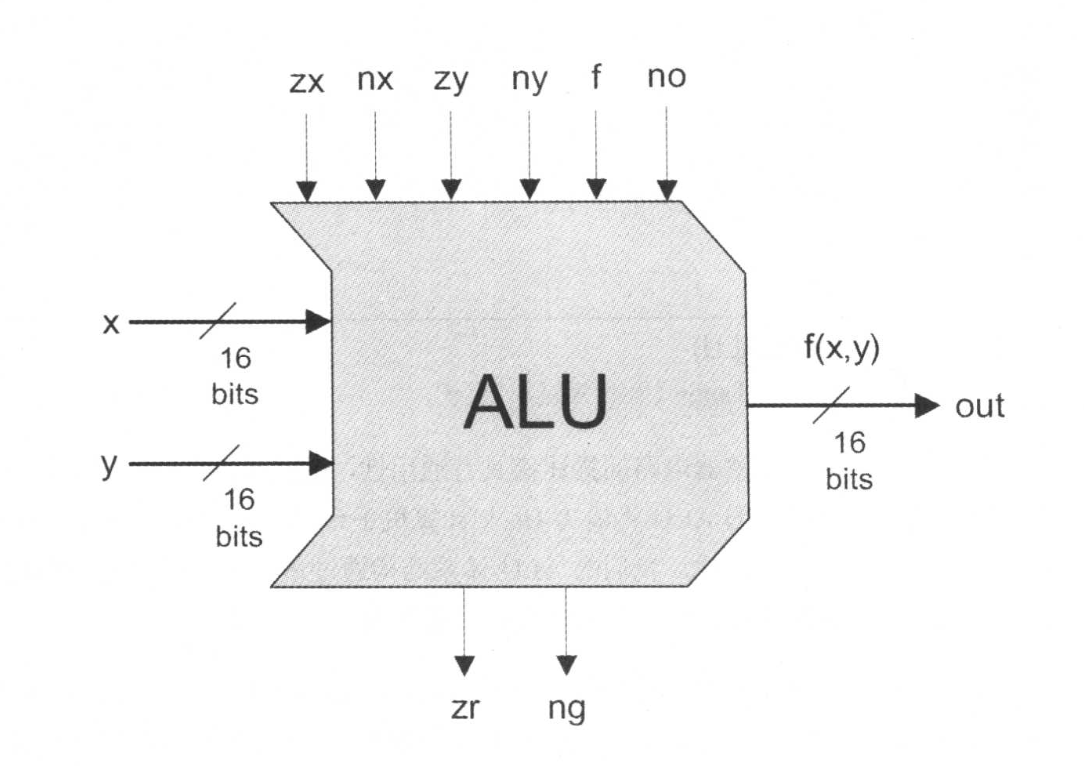 zx nx zy ny f no
x
16
bits
y
16
bits
ALU
f(x,y)
16
bits
out
zr ng